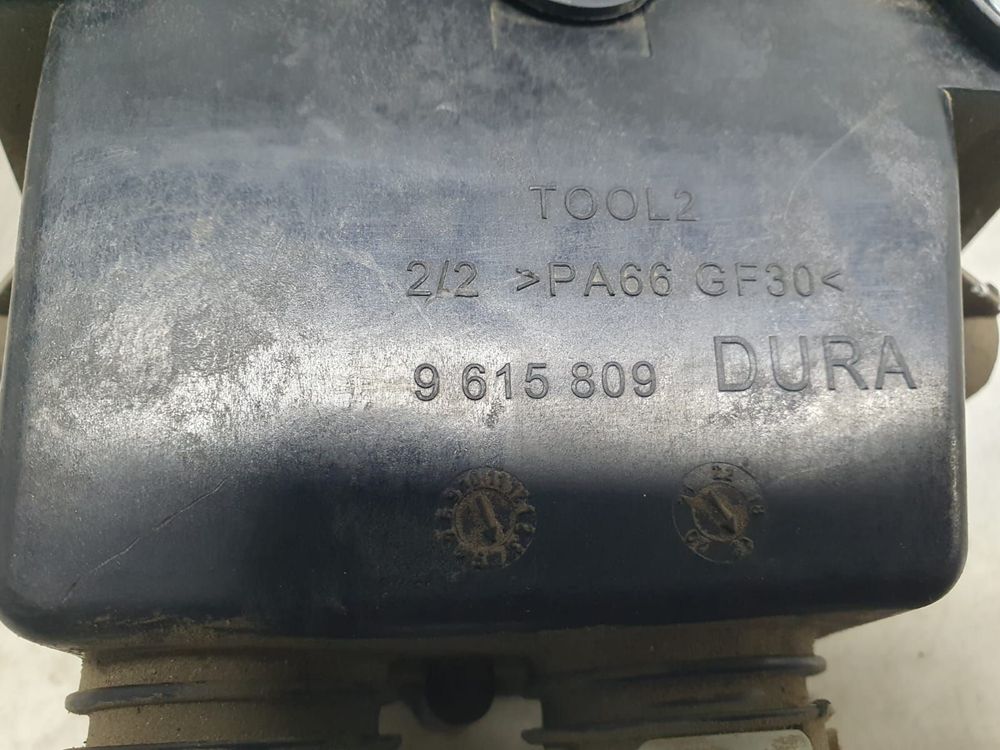 TOOL2
2/2 >PA66 GF30<
9 615 809 DURA